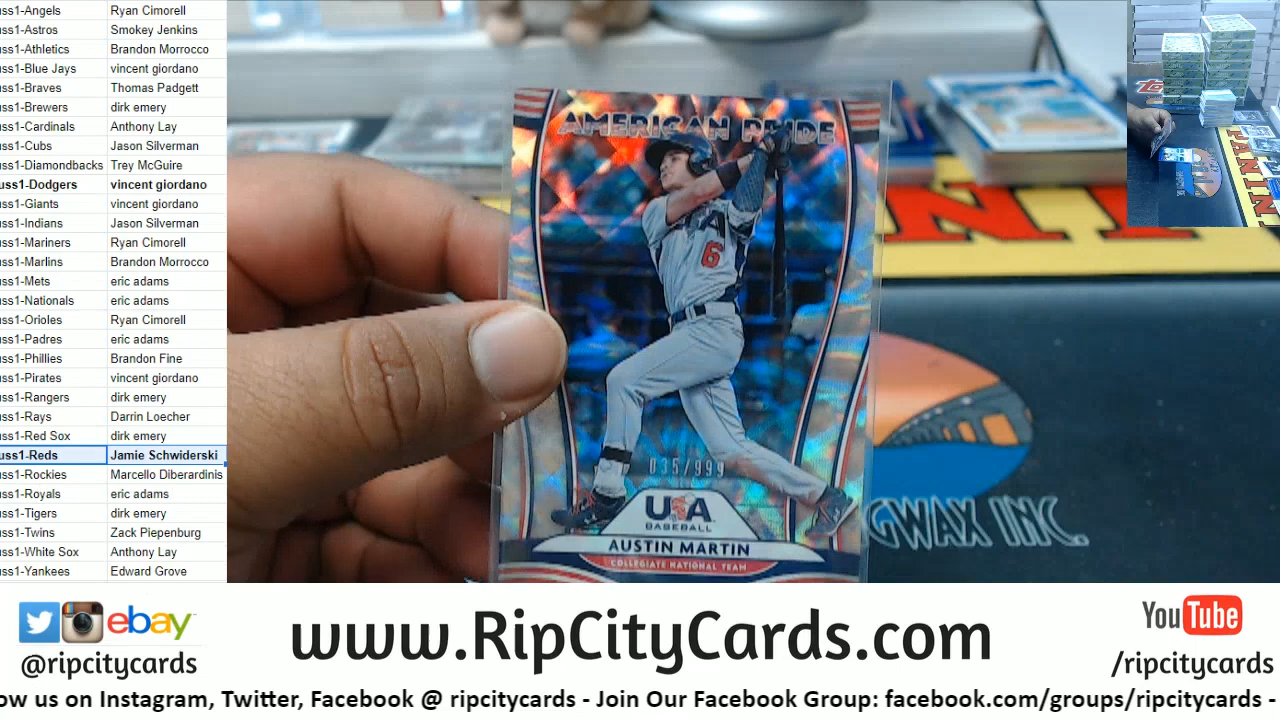 uss1-Angels Ryan Cimorell
uss1-Astros Smokey Jenkins
uss1-Athletics Brandon Morrocco
uss1-Blue Jays vincent giordano
uss1-Braves Thomas Padgett
uss1-Brewers dirk emery
uss1-Cardinals Anthony Lay
uss1-Cubs Jason Silverman
uss1-Diamondbacks Trey McGuire
uss1-Dodgers vincent giordano
uss1-Giants vincent giordano
uss1-Indians Jason Silverman
uss1-Mariners Ryan Cimorell
uss1-Marlins Brandon Morrocco
uss1-Mets eric adams
uss1-Nationals eric adams
uss1-Orioles Ryan Cimorell
uss1-Padres eric adams
uss1-Phillies Brandon Fine
uss1-Pirates vincent giordano
uss1-Rangers dirk emery
uss1-Rays Darrin Loecher
uss1-Red Sox dirk emery
uss1-Reds Jamie Schwiderski
uss1-Rockies Marcello Diberardinis
uss1-Royals eric adams
uss1-Tigers dirk emery
uss1-Twins Zack Piepenburg
uss1-White Sox Anthony Lay
uss1-Yankees Edward Grove
AMERICAN PRIDE
6
035/999
USA
BASEBALL
AUSTIN MARTIN
COLLEGIATE NATIONAL TEAM
GWAX INC.
PANINI
ebay
@ripcitycards
www.RipCityCards.com
YouTube
/ripcitycards
ow us on Instagram, Twitter, Facebook @ ripcitycards - Join Our Facebook Group: facebook.com/groups/ripcitycards -